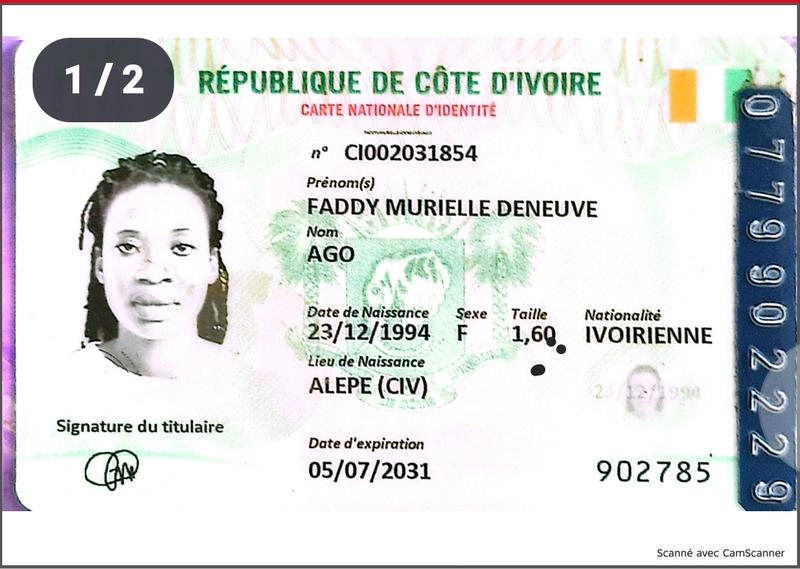 1 / 2
RÉPUBLIQUE DE CÔTE D'IVOIRE
CARTE NATIONALE D'IDENTITÉ
n° CI002031854
Prénom(s)
FADDY MURIELLE DENEUVE
Nom
AGO
Date de Naissance Sexe Taille Nationalité
23/12/1994 F 1,60 IVOIRIENNE
Lieu de Naissance
ALEPE (CIV)
23/12/1994
Signature du titulaire
Date d'expiration
05/07/2031
902785
0779902229
Scanné avec CamScanner